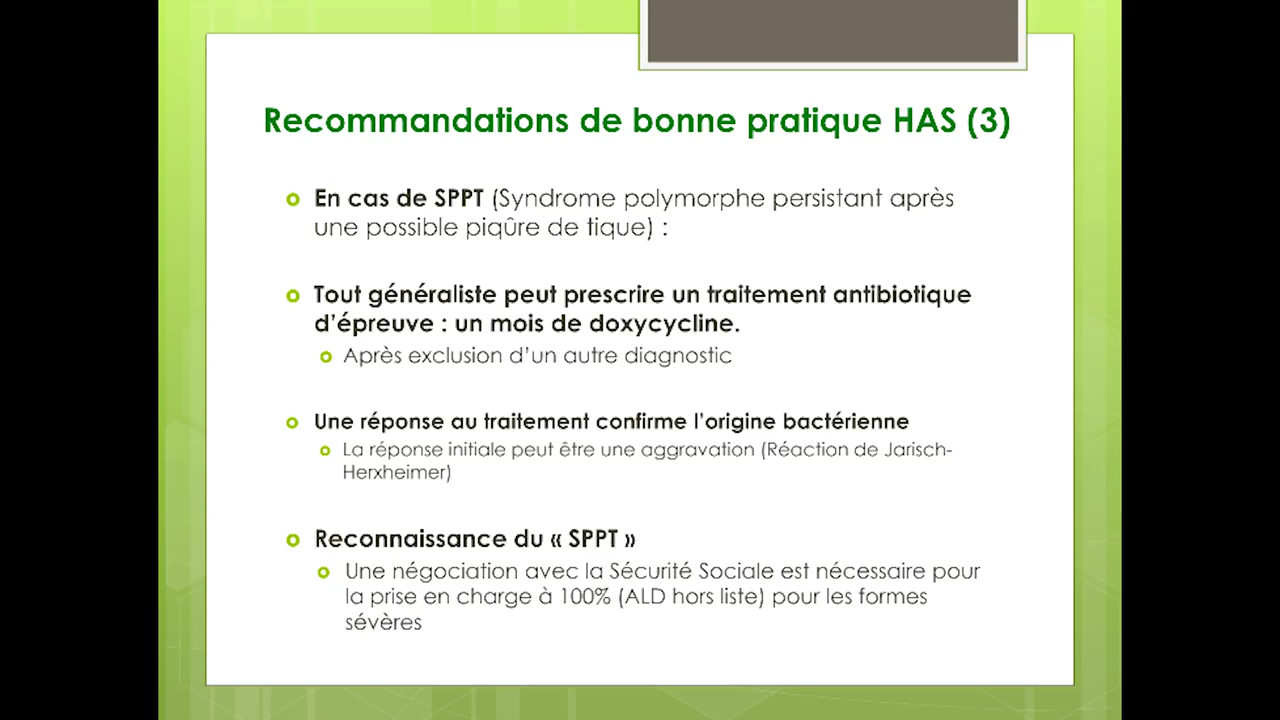 Recommandations de bonne pratique HAS (3)
En cas de SPPT (Syndrome polymorphe persistant après
une possible piqûre de tique) :
Tout généraliste peut prescrire un traitement antibiotique
d'épreuve : un mois de doxycycline.
Après exclusion d'un autre diagnostic
Une réponse au traitement confirme l'origine bactérienne
La réponse initiale peut être une aggravation (Réaction de Jarisch-
Herxheimer)
Reconnaissance du « SPPT »
Une négociation avec la Sécurité Sociale est nécessaire pour
la prise en charge à 100% (ALD hors liste) pour les formes
sévères